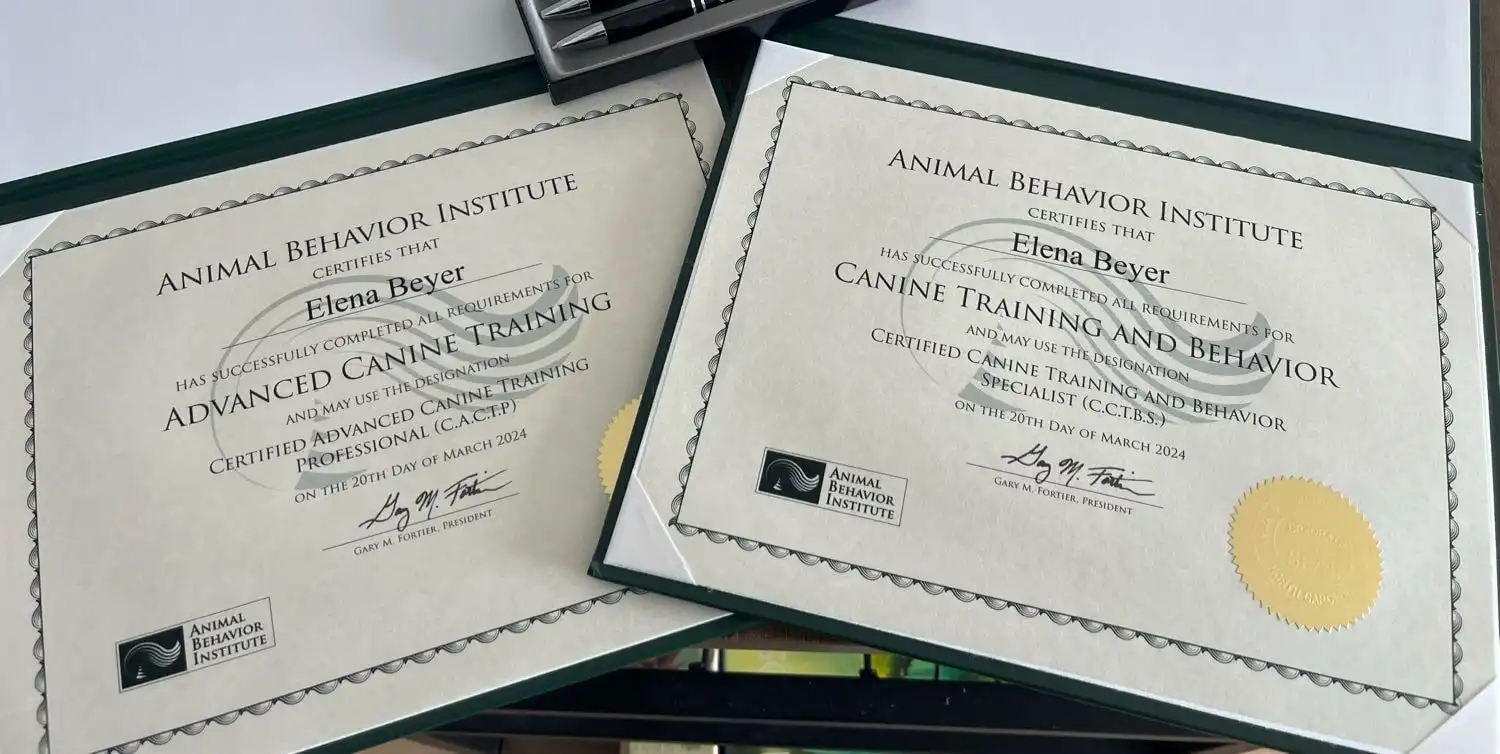 ANIMAL BEHAVIOR INSTITUTE
CERTIFIES THAT
Elena Beyer
HAS SUCCESSFULLY COMPLETED ALL REQUIREMENTS FOR
ADVANCED CANINE TRAINING
AND MAY USE THE DESIGNATION
CERTIFIED ADVANCED CANINE TRAINING
PROFESSIONAL (C.A.C.T.P)
ON THE 20TH DAY OF MARCH 2024
Gary M. Fortier
GARY M. FORTIER, PRESIDENT
ANIMAL
BEHAVIOR
INSTITUTE
ANIMAL BEHAVIOR INSTITUTE
CERTIFIES THAT
Elena Beyer
HAS SUCCESSFULLY COMPLETED ALL REQUIREMENTS FOR
CANINE TRAINING AND BEHAVIOR
AND MAY USE THE DESIGNATION
CERTIFIED CANINE TRAINING AND BEHAVIOR
SPECIALIST (C.C.T.B.S.)
ON THE 20TH DAY OF MARCH 2024
Gary M. Fortier
GARY M. FORTIER, PRESIDENT
ANIMAL
BEHAVIOR
INSTITUTE